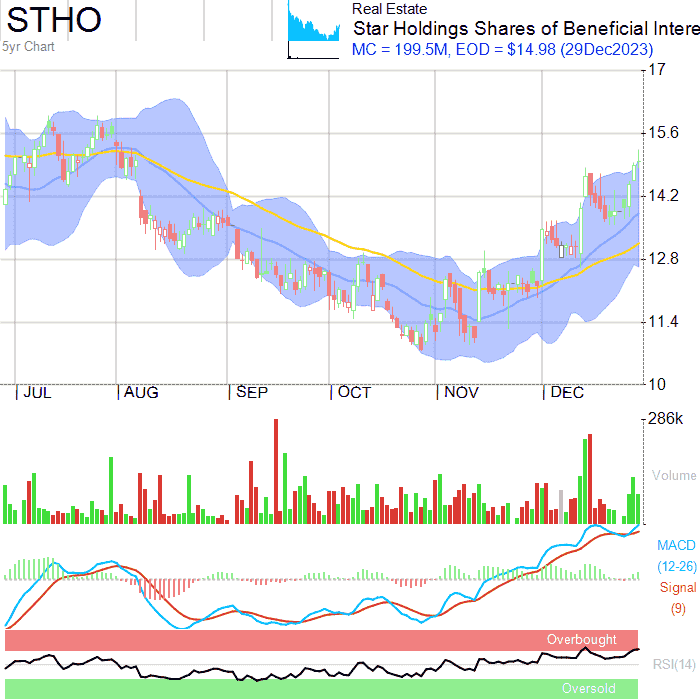 STHO
5yr Chart
Real Estate
Star Holdings Shares of Beneficial Intere
MC = 199.5M, EOD = $14.98 (29Dec2023)
17
15.6
14.2
12.8
11.4
10
| JUL
| AUG
| SEP
| OCT
| NOV
| DEC
286k
Volume
MACD
(12-26)
Signal
(9)
Overbought
RSI(14)
Oversold